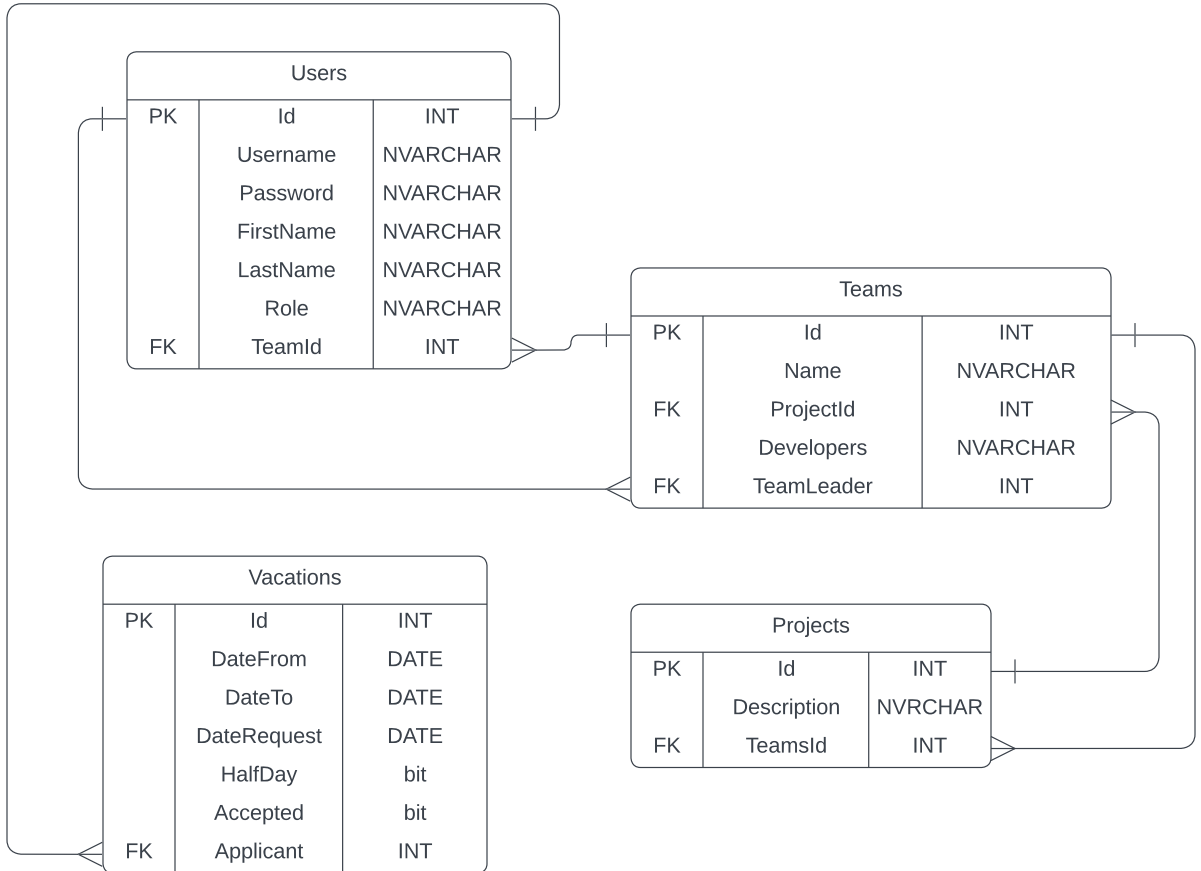 Users
PK Id INT
Username NVARCHAR
Password NVARCHAR
FirstName NVARCHAR
LastName NVARCHAR
Role NVARCHAR
FK TeamId INT
Teams
PK Id INT
Name NVARCHAR
FK ProjectId INT
Developers NVARCHAR
FK TeamLeader INT
Vacations
PK Id INT
DateFrom DATE
DateTo DATE
DateRequest DATE
HalfDay bit
Accepted bit
FK Applicant INT
Projects
PK Id INT
Description NVRCHAR
FK TeamsId INT